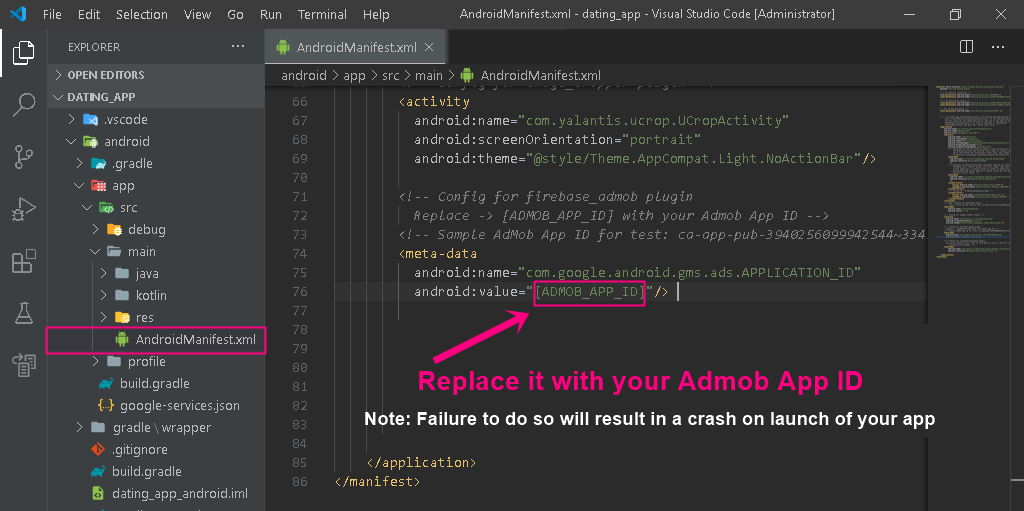 File Edit Selection View Go Run Terminal Help AndroidManifest.xml - dating_app - Visual Studio Code [Administrator]
EXPLORER
OPEN EDITORS
DATING_APP
.vscode
android
.gradle
app
src
debug
main
java
kotlin
res
AndroidManifest.xml
profile
build.gradle
google-services.json
gradle \ wrapper
.gitignore
build.gradle
dating_app_android.iml
AndroidManifest.xml
android > app > src > main > AndroidManifest.xml
66 <activity
67 android:name="com.yalantis.ucrop.UCropActivity"
68 android:screenOrientation="portrait"
69 android:theme="@style/Theme.AppCompat.Light.NoActionBar"/>
70
71 <!-- Config for firebase_admob plugin
72 Replace -> [ADMOB_APP_ID] with your Admob App ID -->
73 <!-- Sample AdMob App ID for test: ca-app-pub-3940256099942544~334
74 <meta-data
75 android:name="com.google.android.gms.ads.APPLICATION_ID"
76 android:value="[ADMOB_APP_ID]"/>
77
78
79
80
81
82
83
84
85 </application>
86 </manifest>
Replace it with your Admob App ID
Note: Failure to do so will result in a crash on launch of your app